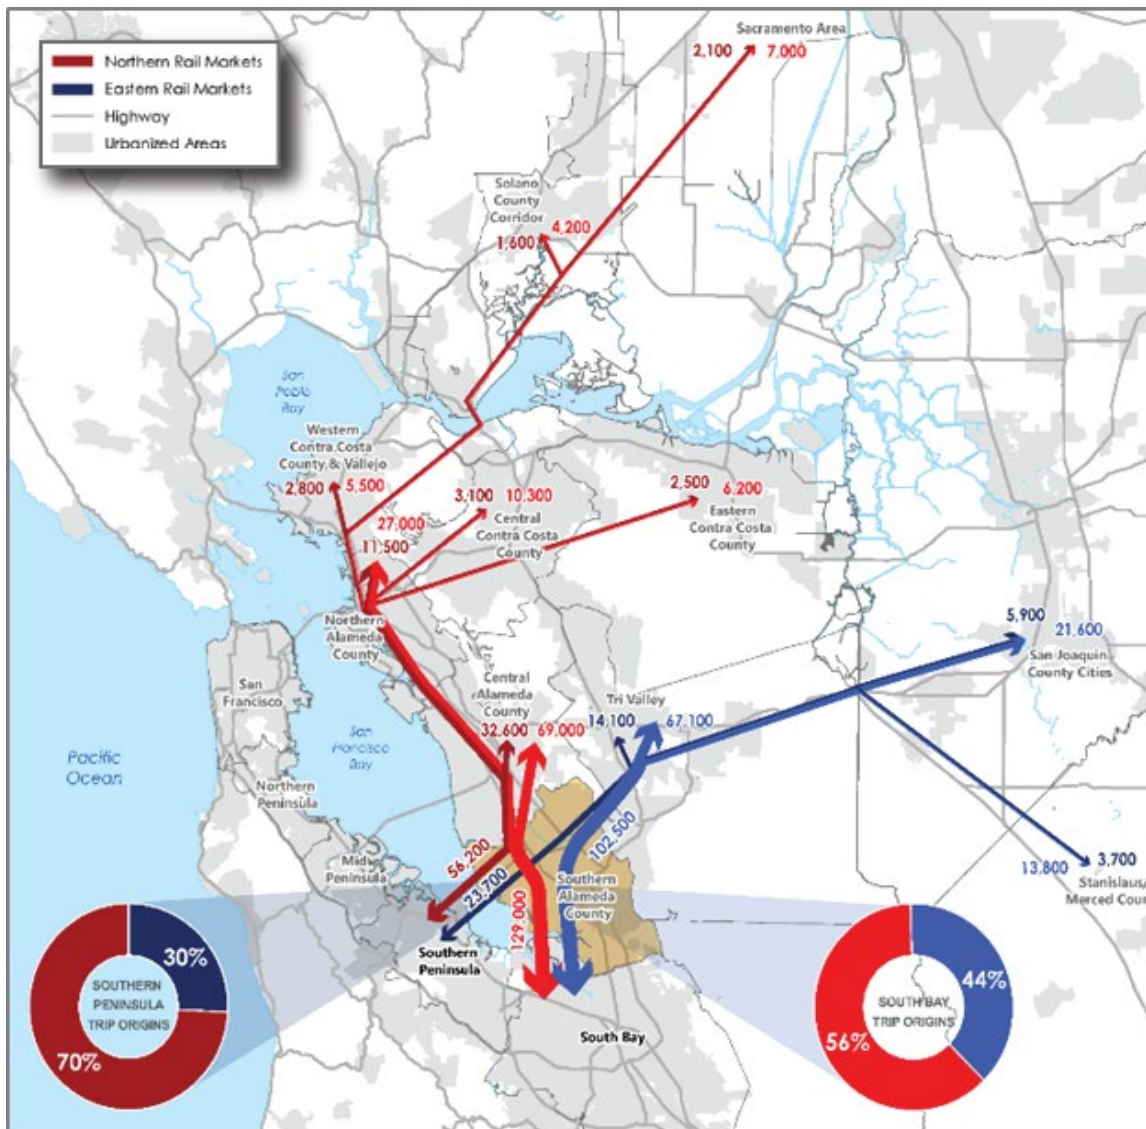 Northern Rail Markets
Eastern Rail Markets
Highway
Urbanized Areas
Sacramento Area
2,100
7,000
Solano
County
Corridor
4,200
1,600
San
Pablo
Bay
Western
Contra Costa
County & Vallejo
2,800
5,500
3,100
10,300
Central
Contra Costa
County
2,500
6,200
Eastern
Contra Costa
County
27,000
11,500
Northern
Alameda
County
5,900
21,600
San Joaquin
County Cities
San
Francisco
Central
Alameda
County
32,600
69,000
Tri Valley
14,100
67,100
San
Francisco
Bay
Pacific
Ocean
Northern
Peninsula
Mid
Peninsula
56,200
23,700
102,500
129,000
Southern
Alameda
County
13,800
3,700
Stanislaus/
Merced Coun
Southern
Peninsula
South Bay
30%
SOUTHERN
PENINSULA
TRIP ORIGINS
70%
44%
SOUTH BAY
TRIP ORIGINS
56%